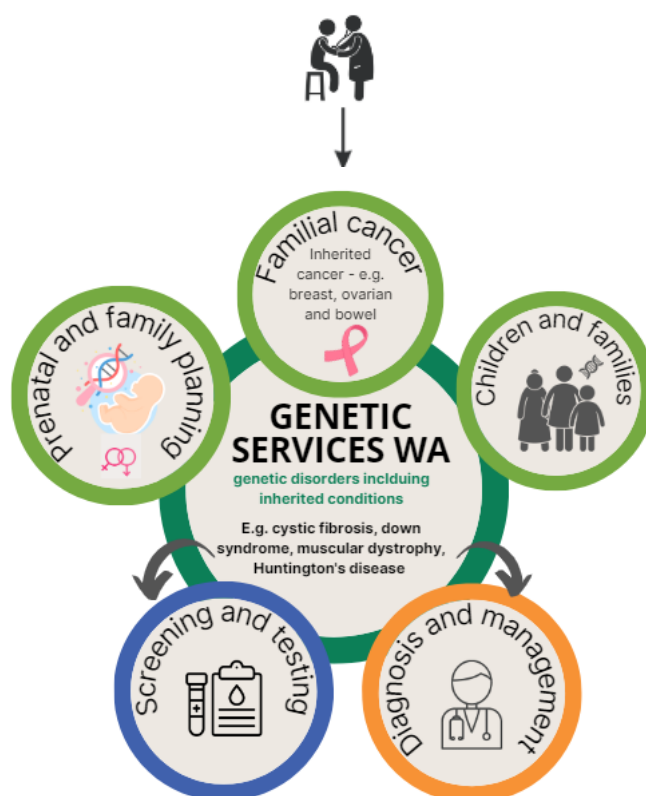 Familial cancer
Inherited
cancer - e.g.
breast, ovarian
and bowel
Prenatal and family planning
Children and families
GENETIC
SERVICES WA
genetic disorders inclduing
inherited conditions
E.g. cystic fibrosis, down
syndrome, muscular dystrophy,
Huntington's disease
Screening and testing
Diagnosis and management